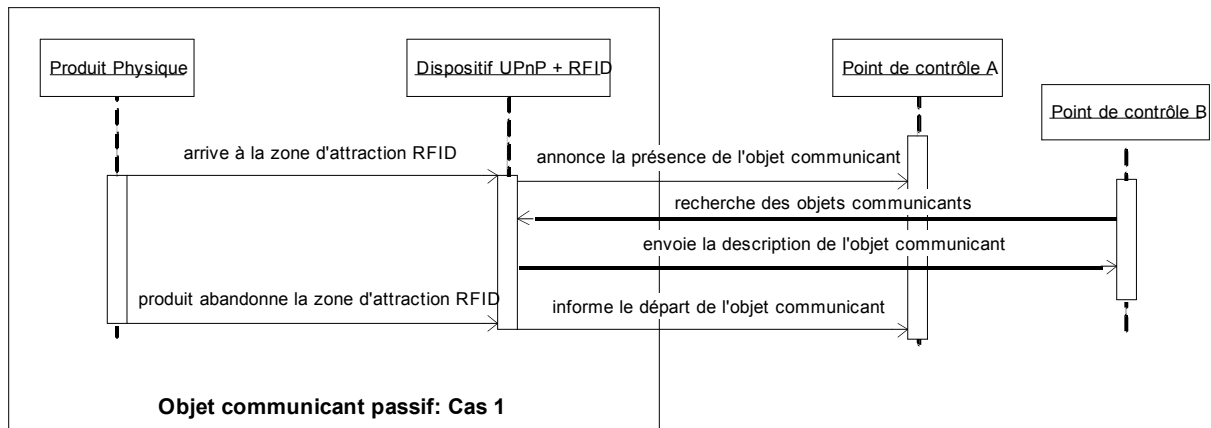 Produit Physique
Dispositif UPnP + RFID
Point de contrôle A
Point de contrôle B
arrive à la zone d'attraction RFID
annonce la présence de l'objet communicant
recherche des objets communicants
envoie la description de l'objet communicant
produit abandonne la zone d'attraction RFID
informe le départ de l'objet communicant
Objet communicant passif: Cas 1